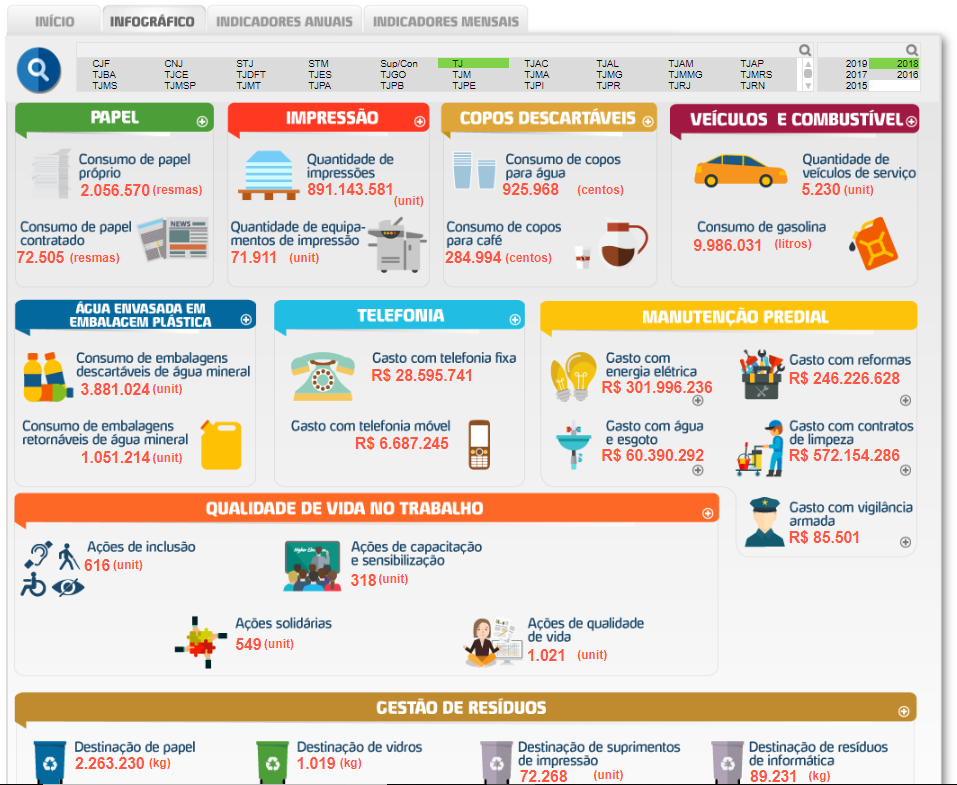 INÍCIO INFOGRÁFICO INDICADORES ANUAIS INDICADORES MENSAIS
CJF CNJ STJ STM Sup/Con TJ TJAC TJAL TJAM TJAP 2019 2018
TJBA TJCE TJDFT TJES TJGO TJM TJMA TJMG TJMMG TJMRS 2017 2016
TJMS TJMSP TJMT TJPA TJPB TJPE TJPI TJPR TJRJ TJRN 2015
PAPEL
Consumo de papel
próprio
2.056.570 (resmas)
Consumo de papel
contratado
72.505 (resmas)
NEWS
IMPRESSÃO
Quantidade de
impressões
891.143.581
(unit)
Quantidade de equipa-
mentos de impressão
71.911 (unit)
COPOS DESCARTÁVEIS
Consumo de copos
para água
925.968 (centos)
Consumo de copos
para café
284.994 (centos)
VEÍCULOS E COMBUSTÍVEL
Quantidade de
veículos de serviço
5.230 (unit)
Consumo de gasolina
9.986.031 (litros)
ÁGUA ENVASADA EM
EMBALAGEM PLÁSTICA
Consumo de embalagens
descartáveis de água mineral
3.881.024 (unit)
Consumo de embalagens
retornáveis de água mineral
1.051.214 (unit)
TELEFONIA
Gasto com telefonia fixa
R$ 28.595.741
Gasto com telefonia móvel
R$ 6.687.245
MANUTENÇÃO PREDIAL
Gasto com
energia elétrica
R$ 301.996.236
Gasto com reformas
R$ 246.226.628
Gasto com água
e esgoto
R$ 60.390.292
Gasto com contratos
de limpeza
R$ 572.154.286
Gasto com vigilância
armada
R$ 85.501
QUALIDADE DE VIDA NO TRABALHO
Ações de inclusão
616 (unit)
Ações de capacitação
e sensibilização
318 (unit)
Ações solidárias
549 (unit)
Ações de qualidade
de vida
1.021 (unit)
GESTÃO DE RESÍDUOS
Destinação de papel
2.263.230 (kg)
Destinação de vidros
1.019 (kg)
Destinação de suprimentos
de impressão
72.268 (unit)
Destinação de resíduos
de informática
89.231 (kg)